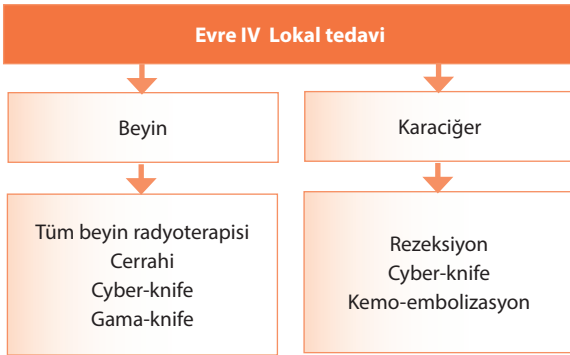 Evre IV Lokal tedavi
Beyin
Karaciğer
Tüm beyin radyoterapisi
Cerrahi
Cyber-knife
Gama-knife
Rezeksiyon
Cyber-knife
Kemo-embolizasyon